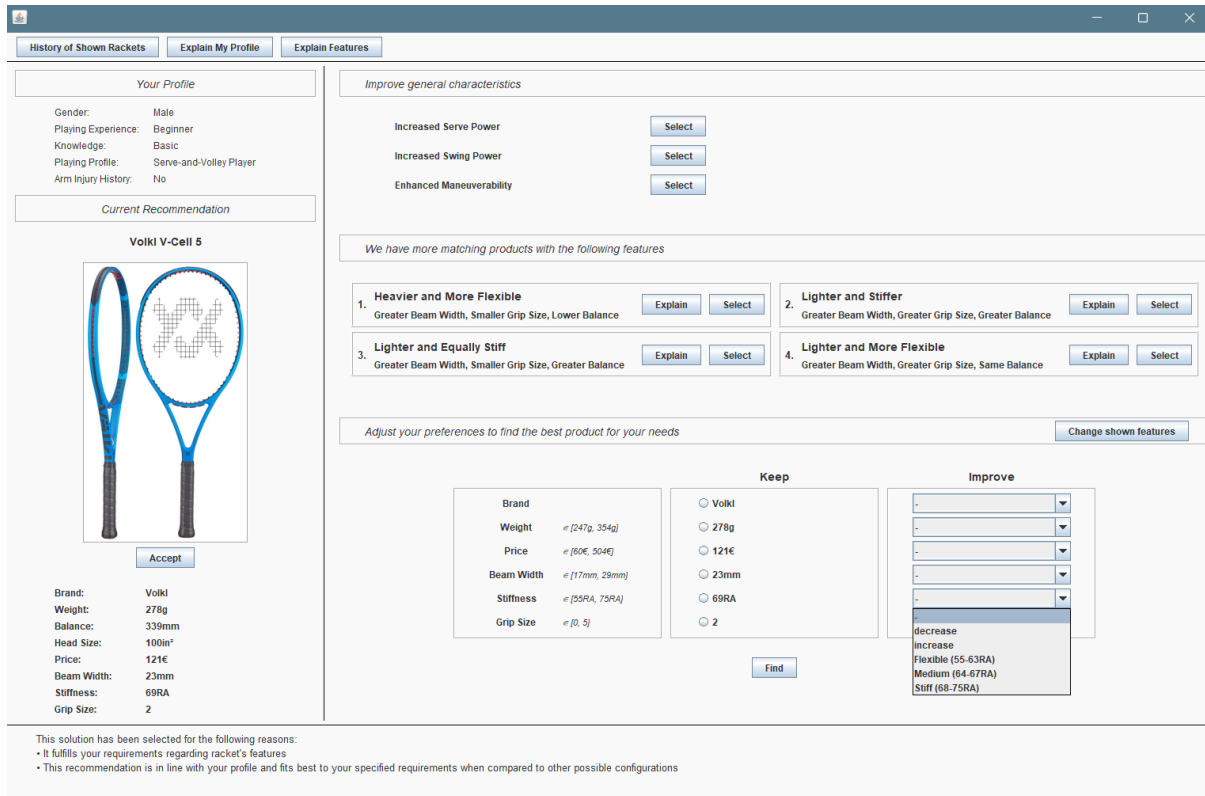 History of Shown Rackets
Explain My Profile
Explain Features
Your Profile
Gender: Male
Playing Experience: Beginner
Knowledge: Basic
Playing Profile: Serve-and-Volley Player
Arm Injury History: No
Current Recommendation
Volkl V-Cell 5
Accept
Brand: Volkl
Weight: 278g
Balance: 339mm
Head Size: 100in²
Price: 121€
Beam Width: 23mm
Stiffness: 69RA
Grip Size: 2
Improve general characteristics
Increased Serve Power Select
Increased Swing Power Select
Enhanced Maneuverability Select
We have more matching products with the following features
1. Heavier and More Flexible
Greater Beam Width, Smaller Grip Size, Lower Balance
Explain Select
2. Lighter and Stiffer
Greater Beam Width, Greater Grip Size, Greater Balance
Explain Select
3. Lighter and Equally Stiff
Greater Beam Width, Smaller Grip Size, Greater Balance
Explain Select
4. Lighter and More Flexible
Greater Beam Width, Greater Grip Size, Same Balance
Explain Select
Adjust your preferences to find the best product for your needs
Change shown features
Keep Improve
Brand Volkl -
Weight ∈ [247g, 354g] 278g -
Price ∈ [60€, 504€] 121€ -
Beam Width ∈ [17mm, 29mm] 23mm -
Stiffness ∈ [55RA, 75RA] 69RA -
Grip Size ∈ [0, 5] 2
-
decrease
increase
Flexible (55-63RA)
Medium (64-67RA)
Stiff (68-75RA)
Find
This solution has been selected for the following reasons:
• It fulfills your requirements regarding racket's features
• This recommendation is in line with your profile and fits best to your specified requirements when compared to other possible configurations